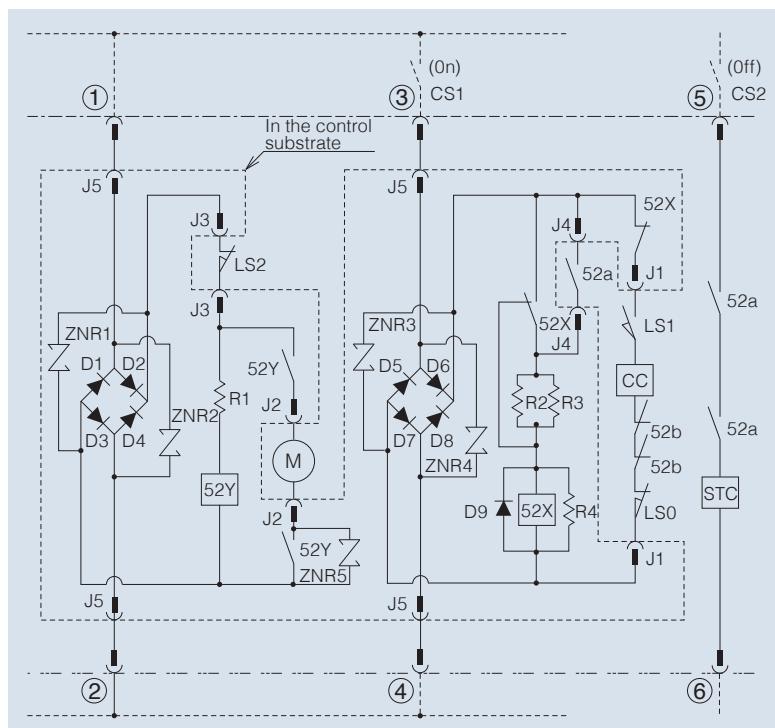 (0n)
(0ff)
①
③
CS1
⑤
CS2
In the control
substrate
J5
J5
52X
J3
J4
LS2
52a
J1
J3
52a
ZNR1
ZNR3
52X
LS1
J4
D1
D2
52Y
D5
D6
CC
R1
R2
R3
ZNR2
J2
D3
D4
D7
D8
52b
52a
M
ZNR4
52b
52Y
D9
52X
R4
LS0
STC
J2
52Y
J1
ZNR5
J5
J5
②
④
⑥